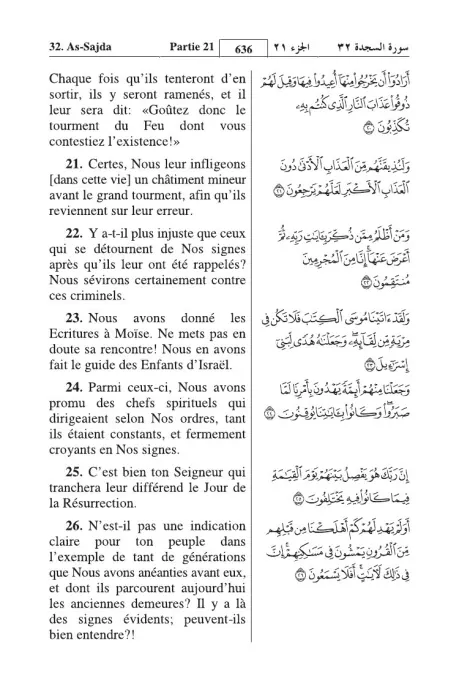 32. As-Sajda Partie 21 636 الجزء ٢١ سورة السجدة ٣٢
Chaque fois qu’ils tenteront d’en
sortir, ils y seront ramenés, et il
leur sera dit: «Goûtez donc le
tourment du Feu dont vous
contestiez l’existence!»
21. Certes, Nous leur infligeons
[dans cette vie] un châtiment mineur
avant le grand tourment, afin qu’ils
reviennent sur leur erreur.
22. Y a-t-il plus injuste que ceux
qui se détournent de Nos signes
après qu’ils leur ont été rappelés?
Nous sévirons certainement contre
ces criminels.
23. Nous avons donné les
Ecritures à Moïse. Ne mets pas en
doute sa rencontre! Nous en avons
fait le guide des Enfants d’Israël.
24. Parmi ceux-ci, Nous avons
promu des chefs spirituels qui
dirigeaient selon Nos ordres, tant
ils étaient constants, et fermement
croyants en Nos signes.
25. C’est bien ton Seigneur qui
tranchera leur différend le Jour de
la Résurrection.
26. N’est-il pas une indication
claire pour ton peuple dans
l’exemple de tant de générations
que Nous avons anéanties avant eux,
et dont ils parcourent aujourd’hui
les anciennes demeures? Il y a là
des signes évidents; peuvent-ils
bien entendre?!
أَرَادُوٓا۟ أَن يَخْرُجُوا۟ مِنْهَآ أُعِيدُوا۟ فِيهَا وَقِيلَ لَهُمْ
ذُوقُوا۟ عَذَابَ ٱلنَّارِ ٱلَّذِى كُنتُم بِهِۦ
تُكَذِّبُونَ ٢٠
وَلَنُذِيقَنَّهُم مِّنَ ٱلْعَذَابِ ٱلْأَدْنَىٰ دُونَ
ٱلْعَذَابِ ٱلْأَكْبَرِ لَعَلَّهُمْ يَرْجِعُونَ ٢١
وَمَنْ أَظْلَمُ مِمَّن ذُكِّرَ بِـَٔايَٰتِ رَبِّهِۦ ثُمَّ
أَعْرَضَ عَنْهَآ ۚ إِنَّا مِنَ ٱلْمُجْرِمِينَ
مُنتَقِمُونَ ٢٢
وَلَقَدْ ءَاتَيْنَا مُوسَى ٱلْكِتَٰبَ فَلَا تَكُن فِى
مِرْيَةٍ مِّن لِّقَآئِهِۦ ۖ وَجَعَلْنَٰهُ هُدًى لِّبَنِىٓ
إِسْرَٰٓءِيلَ ٢٣
وَجَعَلْنَا مِنْهُمْ أَئِمَّةً يَهْدُونَ بِأَمْرِنَا لَمَّا
صَبَرُوا۟ ۖ وَكَانُوا۟ بِـَٔايَٰتِنَا يُوقِنُونَ ٢٤
إِنَّ رَبَّكَ هُوَ يَفْصِلُ بَيْنَهُمْ يَوْمَ ٱلْقِيَٰمَةِ
فِيمَا كَانُوا۟ فِيهِ يَخْتَلِفُونَ ٢٥
أَوَلَمْ يَهْدِ لَهُمْ كَمْ أَهْلَكْنَا مِن قَبْلِهِم
مِّنَ ٱلْقُرُونِ يَمْشُونَ فِى مَسَٰكِنِهِمْ ۚ إِنَّ
فِى ذَٰلِكَ لَـَٔايَٰتٍ ۖ أَفَلَا يَسْمَعُونَ ٢٦